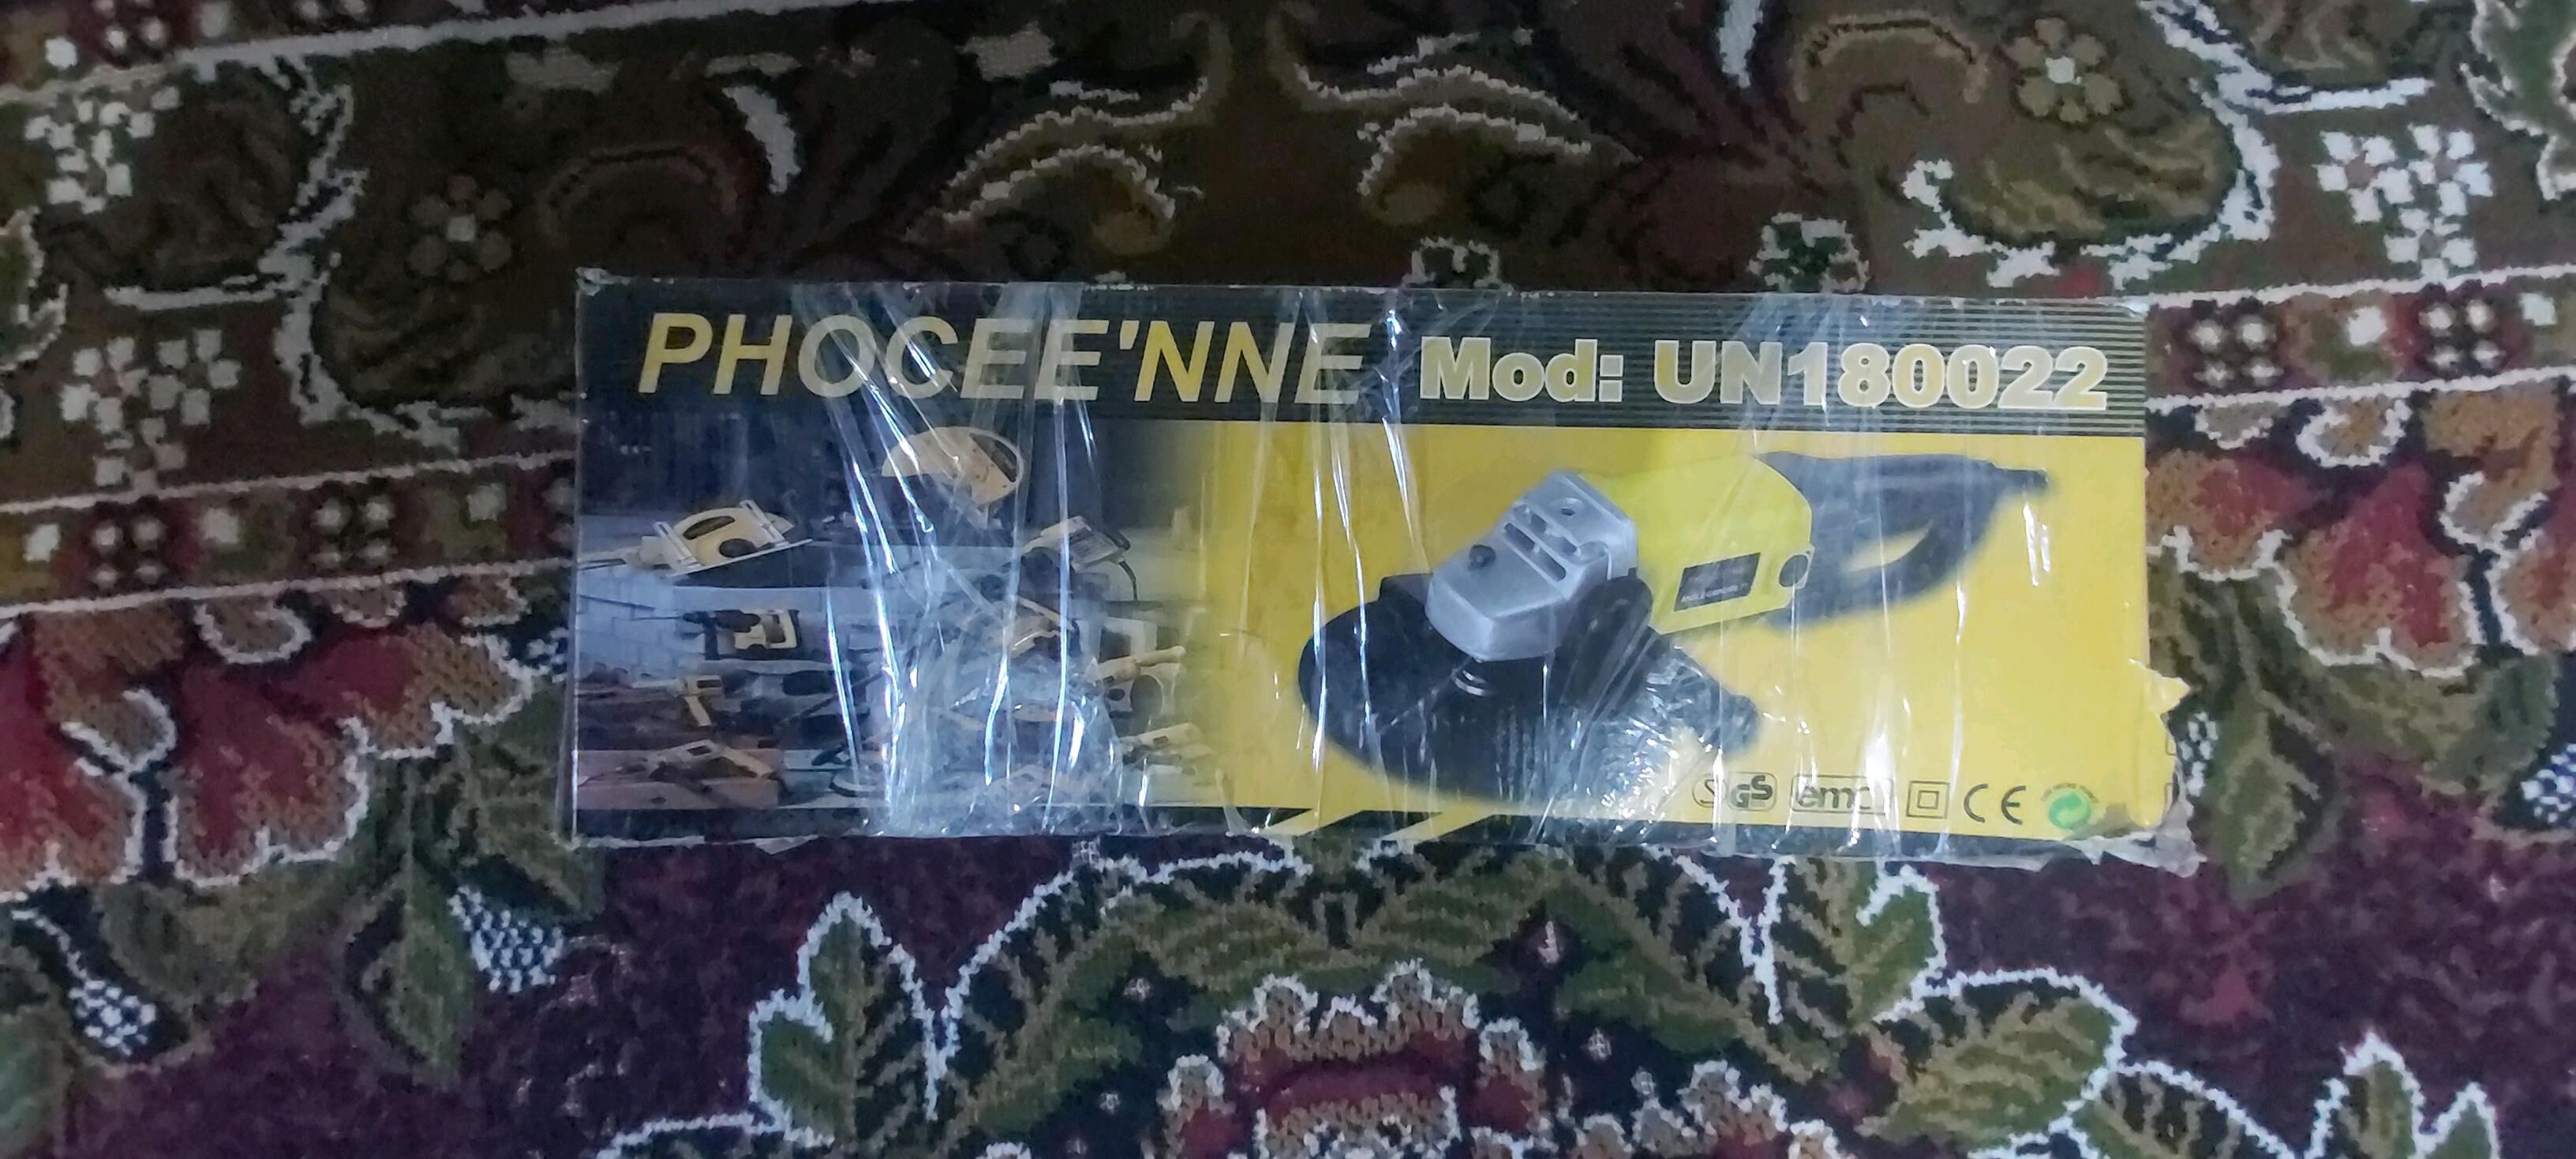 PHOCEE'NNE Mod: UN180022
GS emc CE